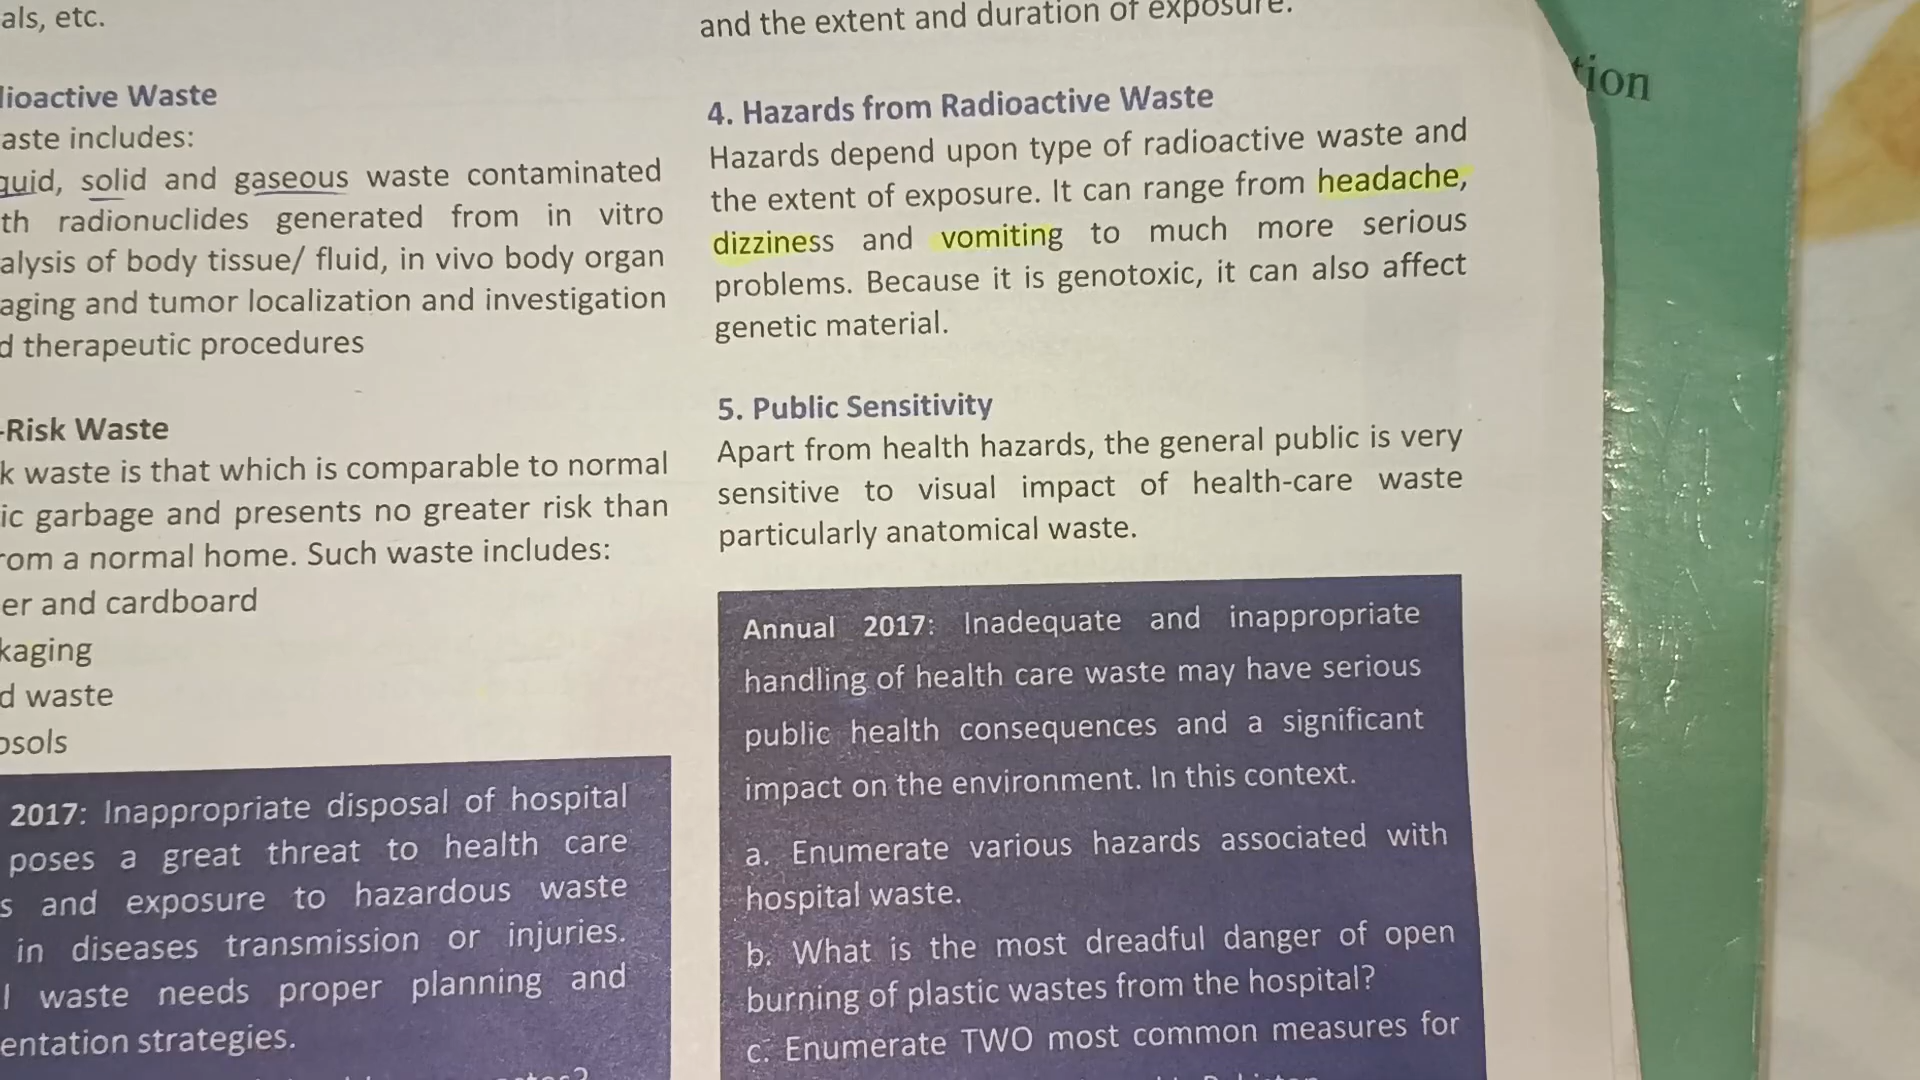 als, etc.
dioactive Waste
aste includes:
quid, solid and gaseous waste contaminated
th radionuclides generated from in vitro
alysis of body tissue/ fluid, in vivo body organ
aging and tumor localization and investigation
d therapeutic procedures
-Risk Waste
k waste is that which is comparable to normal
ic garbage and presents no greater risk than
rom a normal home. Such waste includes:
er and cardboard
kaging
d waste
osols
2017: Inappropriate disposal of hospital
poses a great threat to health care
s and exposure to hazardous waste
in diseases transmission or injuries.
l waste needs proper planning and
entation strategies.
and the extent and duration of exposure.
4. Hazards from Radioactive Waste
Hazards depend upon type of radioactive waste and
the extent of exposure. It can range from headache,
dizziness and vomiting to much more serious
problems. Because it is genotoxic, it can also affect
genetic material.
5. Public Sensitivity
Apart from health hazards, the general public is very
sensitive to visual impact of health-care waste
particularly anatomical waste.
Annual 2017: Inadequate and inappropriate
handling of health care waste may have serious
public health consequences and a significant
impact on the environment. In this context.
a. Enumerate various hazards associated with
hospital waste.
b. What is the most dreadful danger of open
burning of plastic wastes from the hospital?
c. Enumerate TWO most common measures for
tion